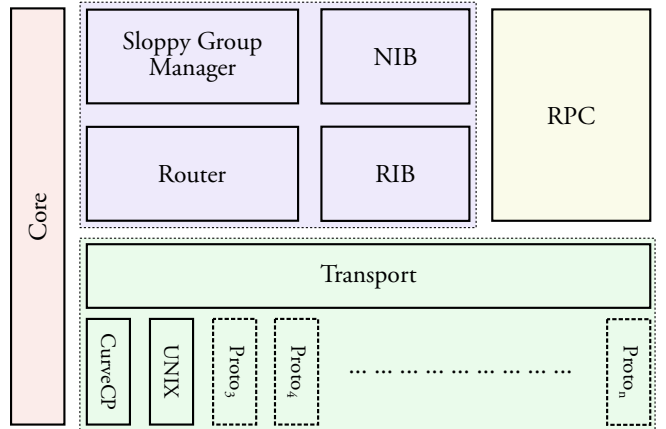 Core
Sloppy Group
Manager
NIB
RPC
Router
RIB
Transport
CurveCP
UNIX
Proto₃
Proto₄
... ... ... ... ... ... ... ... ...
Protoₙ